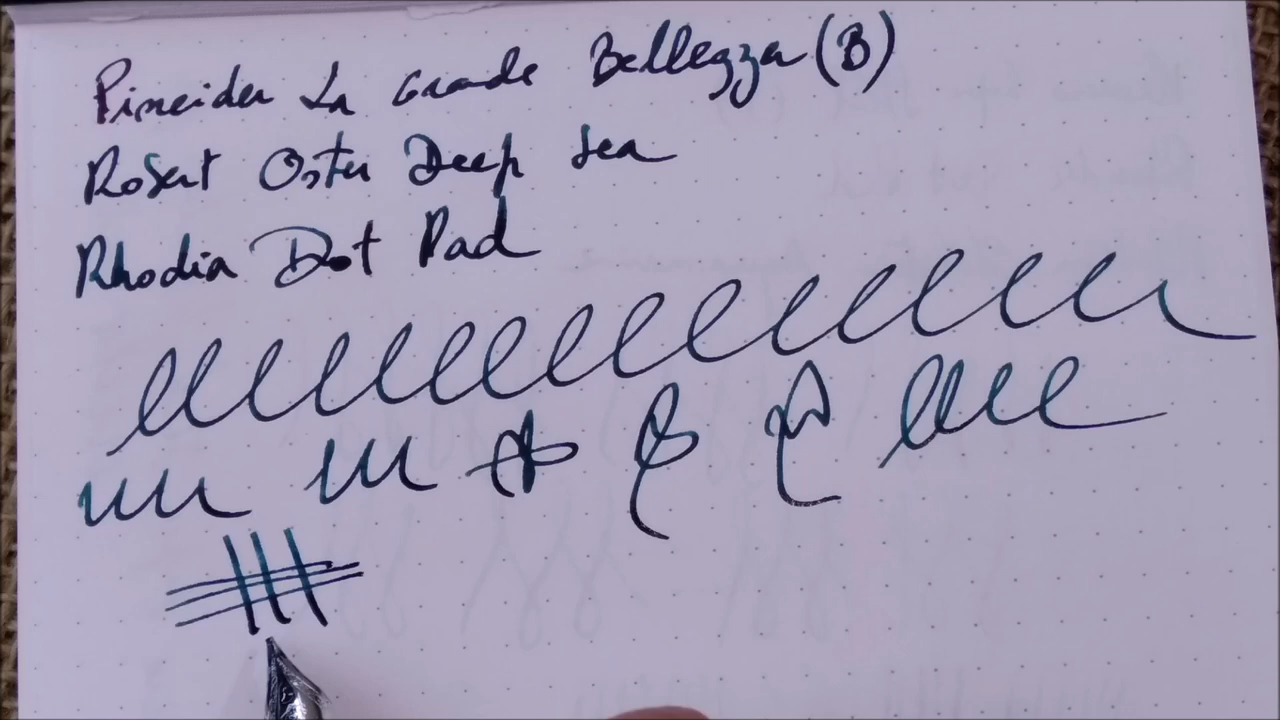 Pineider La Grande Bellezza (B)
Robert Oster Deep Sea
Rhodia Dot Pad